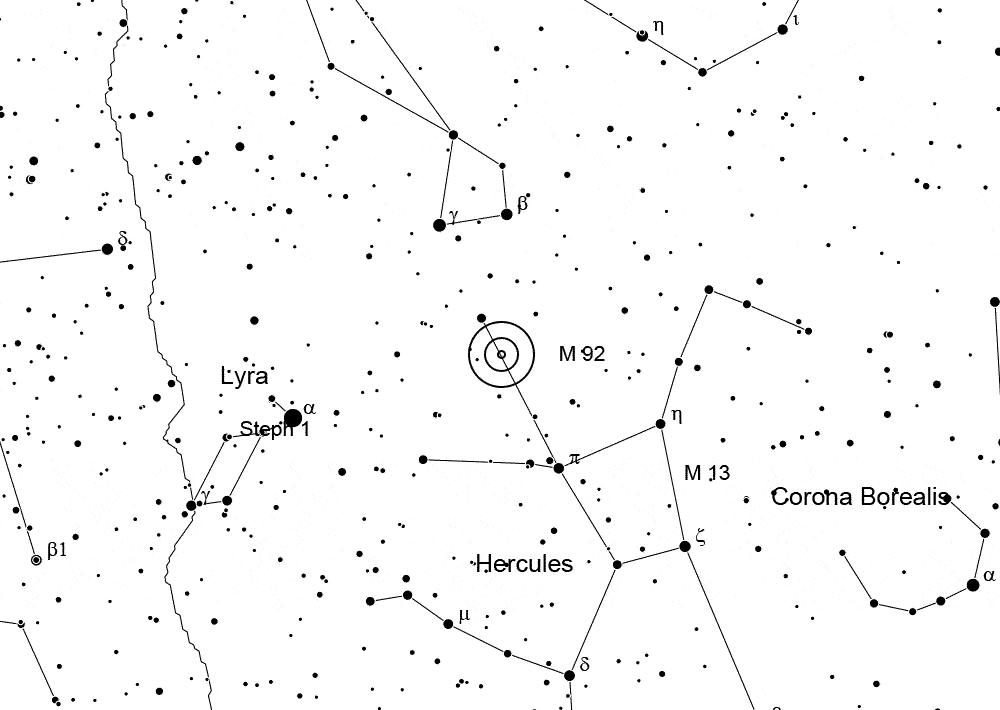 η
ι
γ
β
δ
M 92
Lyra
α
Steph 1
η
π
M 13
γ
Corona Borealis
ζ
β1
Hercules
α
μ
δ